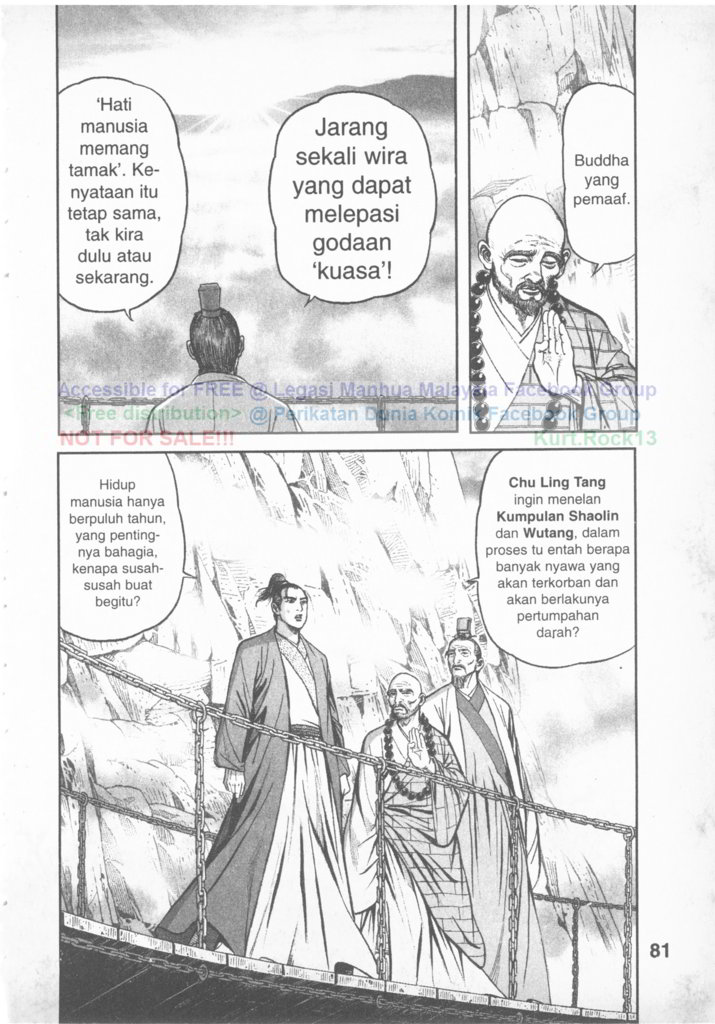 'Hati
manusia
memang
tamak'. Ke-
nyataan itu
tetap sama,
tak kira
dulu atau
sekarang.
Jarang
sekali wira
yang dapat
melepasi
godaan
'kuasa'!
Buddha
yang
pemaaf.
Accessible for FREE @ Legasi Manhua Malaysia Facebook Group
<Free distribution> @ Perikatan Dunia Komik Facebook Group
NOT FOR SALE!!! Kurt.Rock13
Hidup
manusia hanya
berpuluh tahun,
yang penting-
nya bahagia,
kenapa susah-
susah buat
begitu?
Chu Ling Tang
ingin menelan
Kumpulan Shaolin
dan Wutang, dalam
proses tu entah berapa
banyak nyawa yang
akan terkorban dan
akan berlakunya
pertumpahan
darah?
81